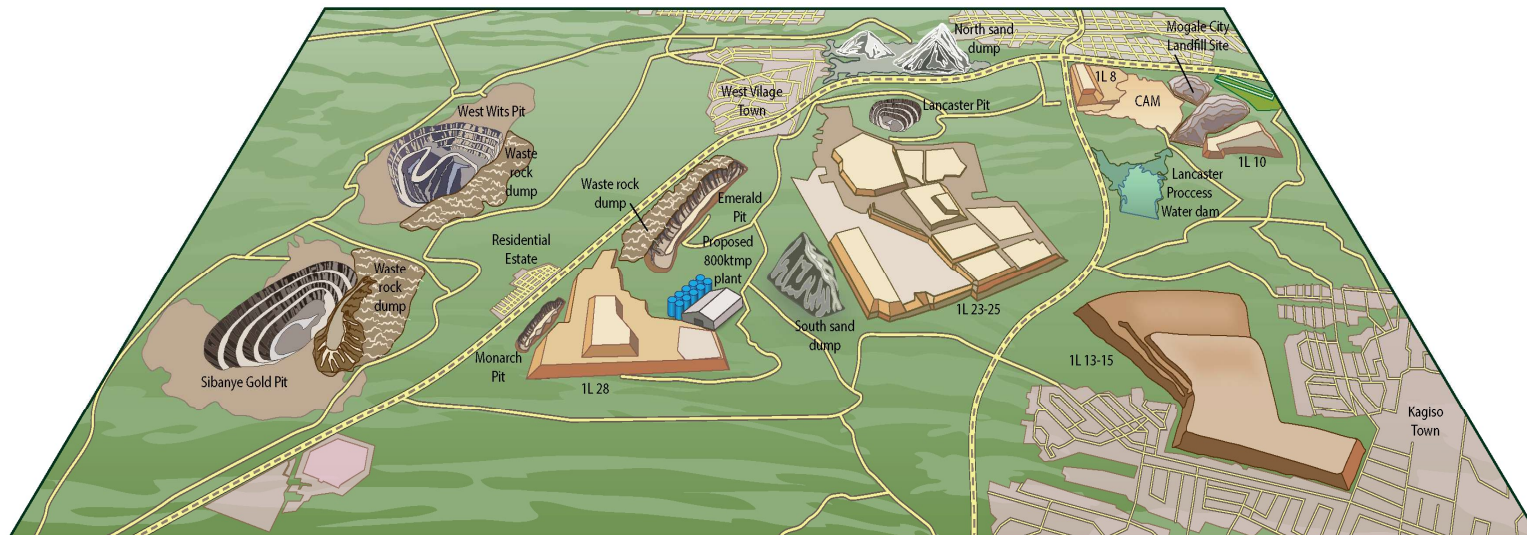 North sand
dump
Mogale City
Landfill Site
1L 8
CAM
West Vilage
Town
Lancaster Pit
West Wits Pit
Waste
rock
dump
1L 10
Lancaster
Proccess
Water dam
Waste rock
dump
Emerald
Pit
Residential
Estate
Proposed
800ktmp
plant
Waste
rock
dump
1L 23-25
South sand
dump
Monarch
Pit
1L 13-15
Sibanye Gold Pit
1L 28
Kagiso
Town